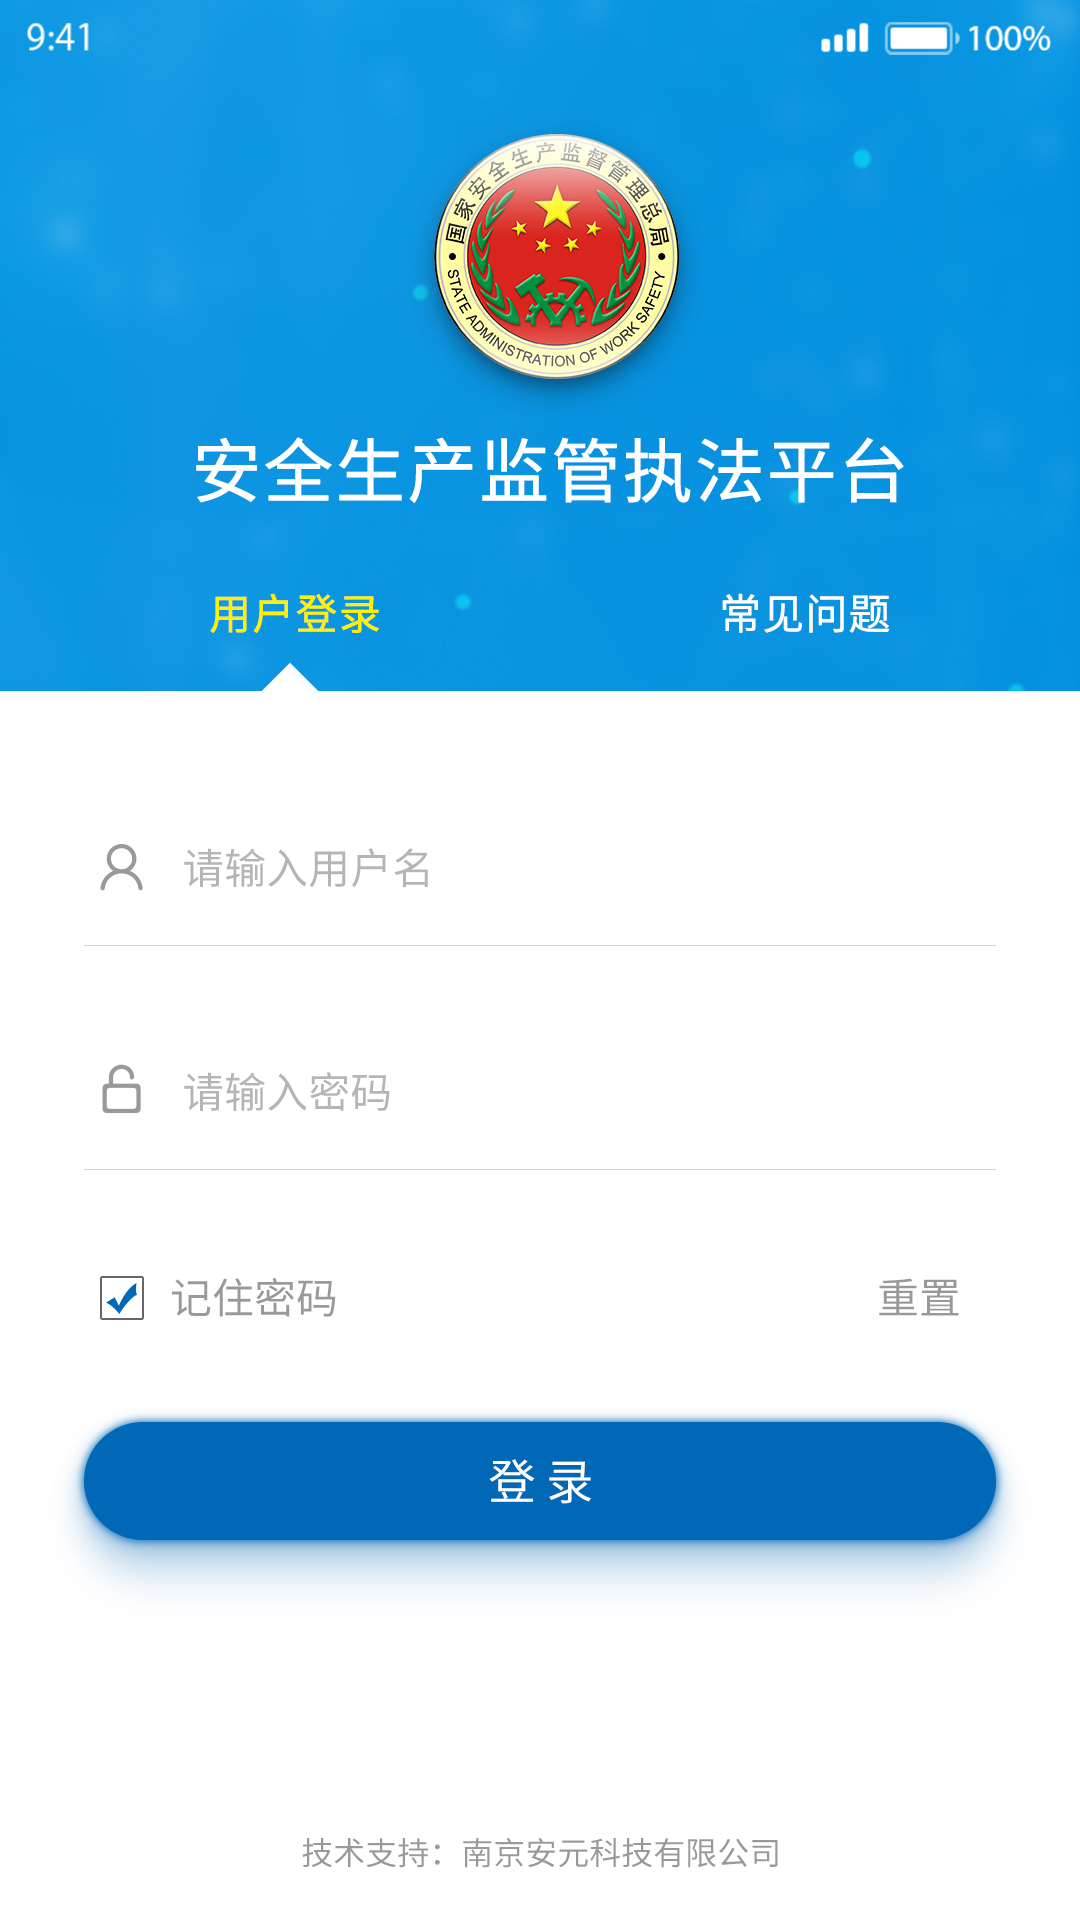 9:41
100%
国家安全生产监督管理总局
STATE ADMINISTRATION OF WORK SAFETY
安全生产监管执法平台
用户登录
常见问题
请输入用户名
请输入密码
记住密码
重置
登 录
技术支持：南京安元科技有限公司